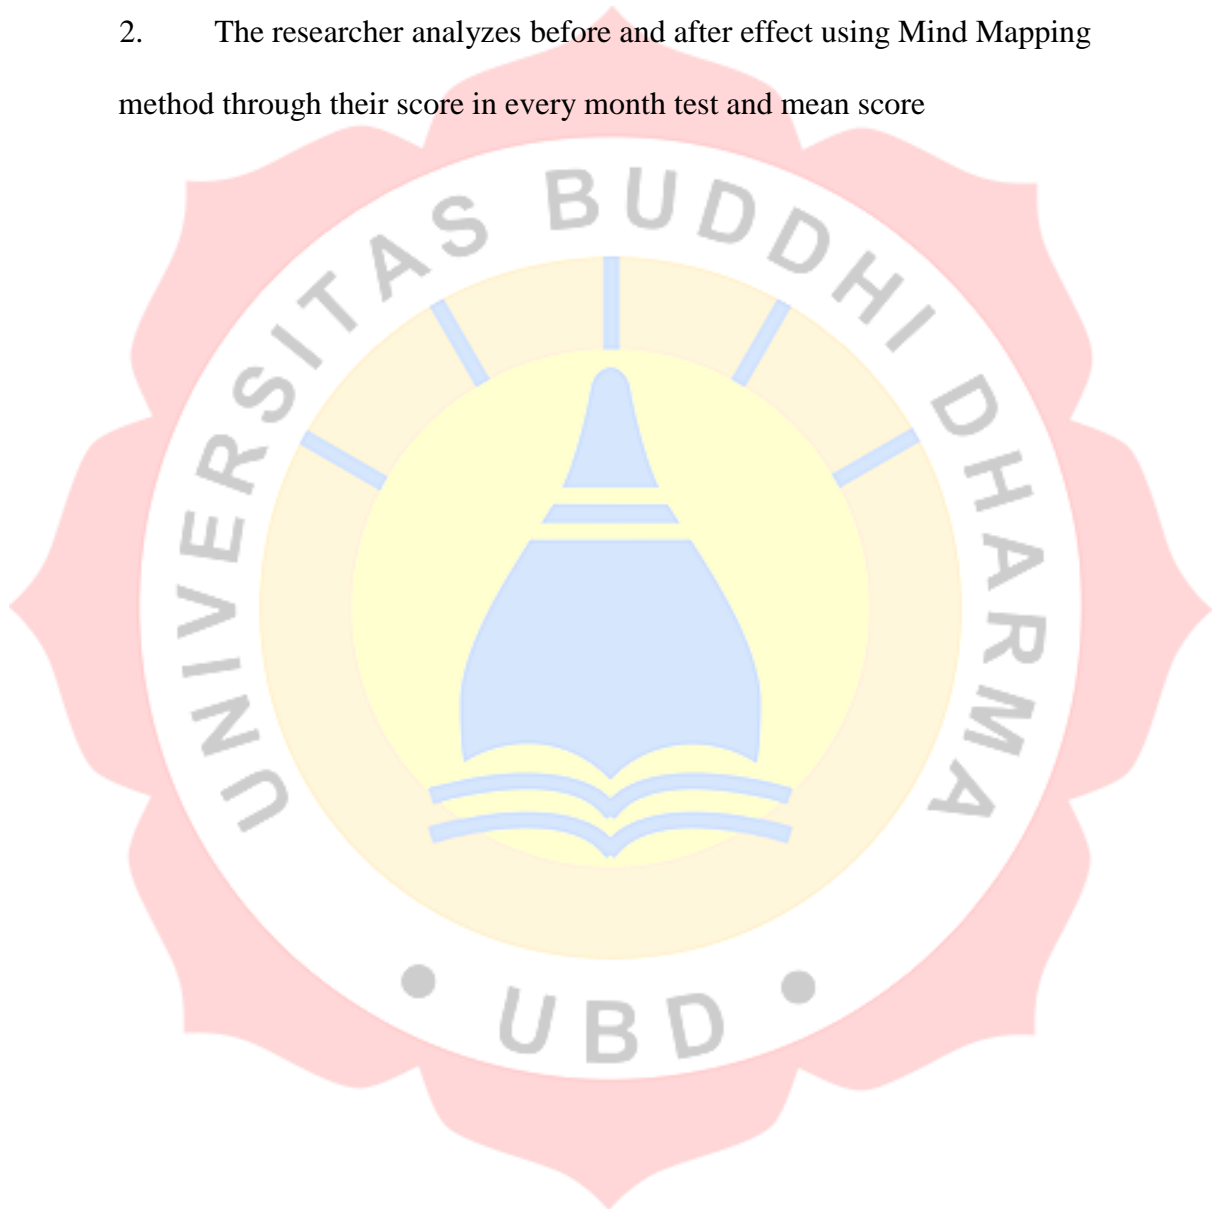 2. The researcher analyzes before and after effect using Mind Mapping
method through their score in every month test and mean score
UNIVERSITAS BUDDHI DHARMA
• UBD •